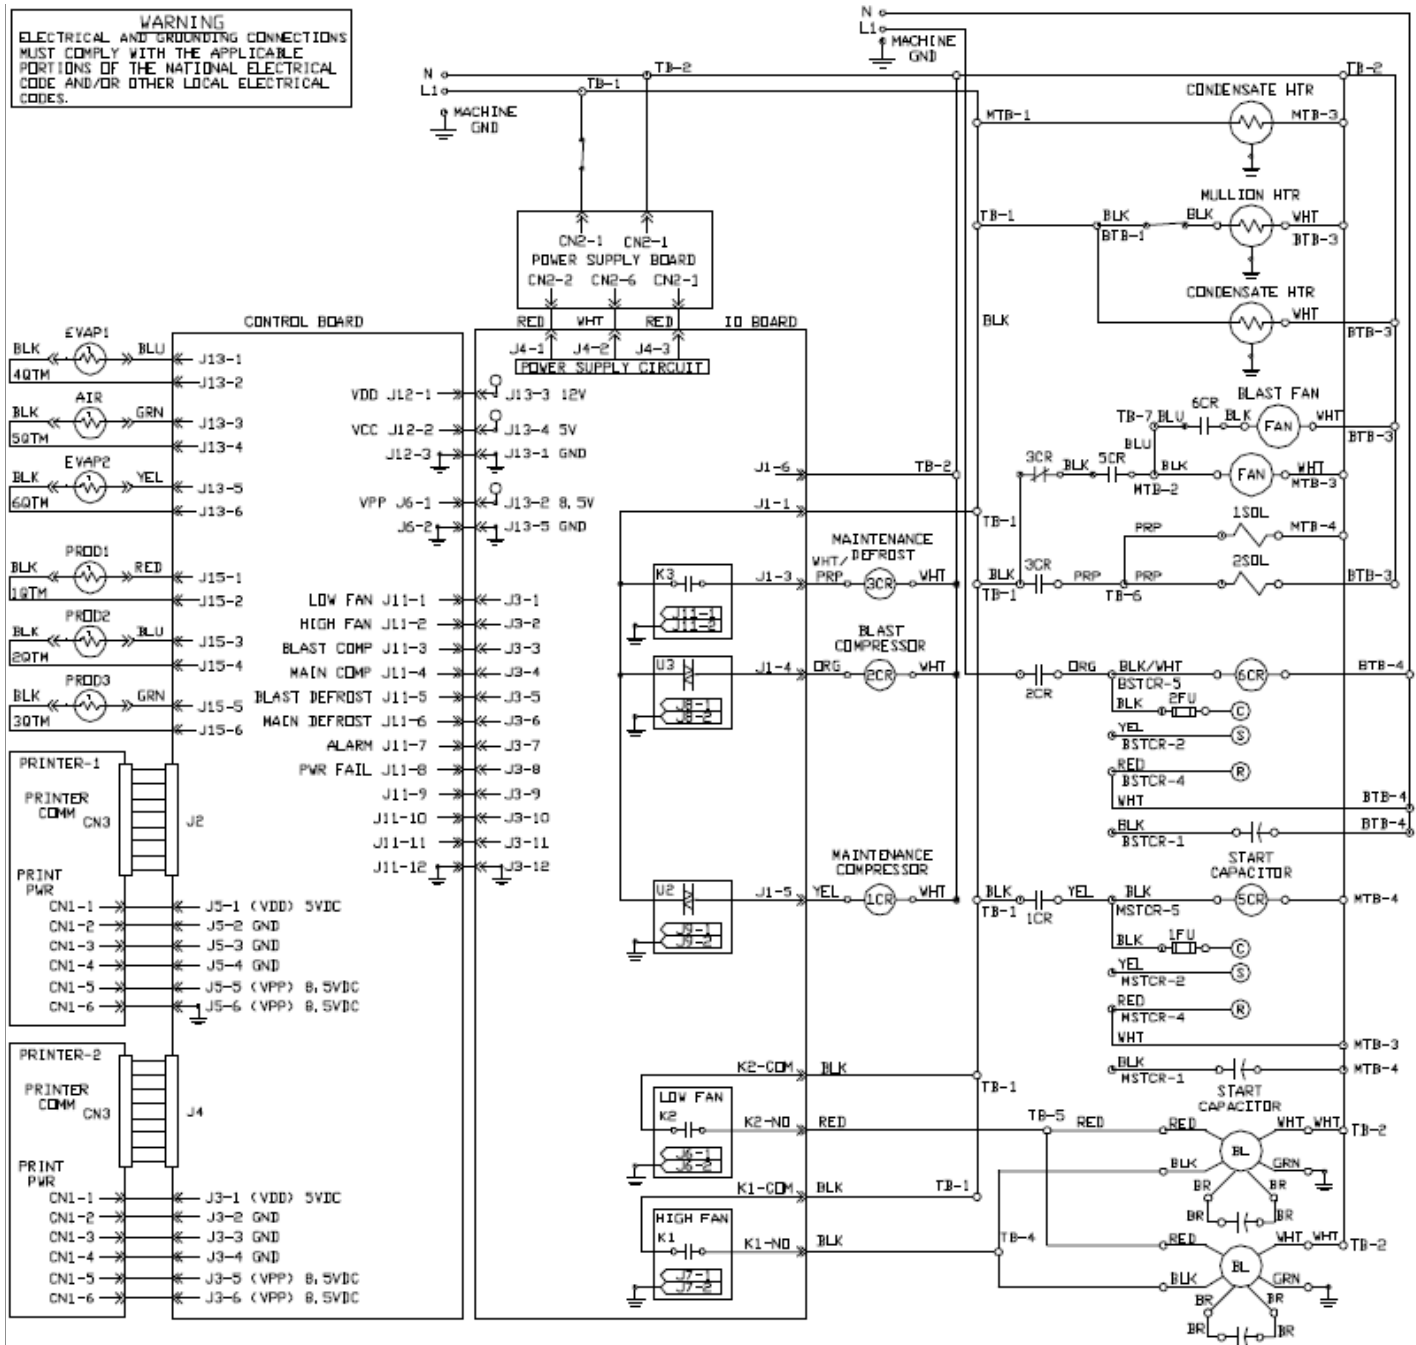 WARNING
ELECTRICAL AND GROUNDING CONNECTIONS
MUST COMPLY WITH THE APPLICABLE
PORTIONS OF THE NATIONAL ELECTRICAL
CODE AND/OR OTHER LOCAL ELECTRICAL
CODES.
N
L1
MACHINE
GND
TB-1
TB-2
N
L1
MACHINE
GND
TB-2
CN2-1 CN2-1
POWER SUPPLY BOARD
CN2-2 CN2-6 CN2-1
RED WHT RED IO BOARD
J4-1 J4-2 J4-3
POWER SUPPLY CIRCUIT
CONTROL BOARD
EVAP1
BLK BLU J13-1
4QTM J13-2
AIR
BLK GRN J13-3
5QTM J13-4
EVAP2
BLK YEL J13-5
6QTM J13-6
PROD1
BLK RED J15-1
1QTM J15-2
PROD2
BLK BLU J15-3
2QTM J15-4
PROD3
BLK GRN J15-5
3QTM J15-6
VDD J12-1 J13-3 12V
VCC J12-2 J13-4 5V
J12-3 J13-1 GND
VPP J6-1 J13-2 8,5V
J6-2 J13-5 GND
LOW FAN J11-1 J3-1
HIGH FAN J11-2 J3-2
BLAST COMP J11-3 J3-3
MAIN COMP J11-4 J3-4
BLAST DEFROST J11-5 J3-5
MAIN DEFROST J11-6 J3-6
ALARM J11-7 J3-7
PWR FAIL J11-8 J3-8
J11-9 J3-9
J11-10 J3-10
J11-11 J3-11
J11-12 J3-12
PRINTER-1
PRINTER
COMM
CN3 J2
PRINT
PWR
CN1-1 J5-1 (VDD) 5VDC
CN1-2 J5-2 GND
CN1-3 J5-3 GND
CN1-4 J5-4 GND
CN1-5 J5-5 (VPP) 8,5VDC
CN1-6 J5-6 (VPP) 8,5VDC
PRINTER-2
PRINTER
COMM
CN3 J4
PRINT
PWR
CN1-1 J3-1 (VDD) 5VDC
CN1-2 J3-2 GND
CN1-3 J3-3 GND
CN1-4 J3-4 GND
CN1-5 J3-5 (VPP) 8,5VDC
CN1-6 J3-6 (VPP) 8,5VDC
J1-6 TB-2
J1-1 TB-1
MAINTENANCE
DEFROST
K3 J1-3 WHT/
PRP 3CR WHT
J11-1
J11-2
BLAST
COMPRESSOR
U3 J1-4 ORG 2CR WHT
J8-1
J8-2
MAINTENANCE
COMPRESSOR
U2 J1-5 YEL 1CR WHT
J9-1
J9-2
K2-COM BLK TB-1
LOW FAN
K2 K2-NO RED
J6-1
J6-2
K1-COM BLK TB-1
HIGH FAN
K1 K1-NO BLK
J7-1
J7-2
CONDENSATE HTR
MTB-1 MTB-3
MULLION HTR
TB-1 BLK BLK WHT
BTB-1 BTB-3
CONDENSATE HTR
BLK WHT
BTB-3
BLAST FAN
TB-7 BLU 6CR BLK FAN WHT
BTB-3
BLU
3CR BLK 5CR BLK FAN WHT
MTB-2 MTB-3
1SOL
PRP MTB-4
2SOL
BLK 3CR PRP PRP BTB-3
TB-1 TB-6
2CR ORG BLK/WHT 6CR BTB-4
BSTCR-5
BLK 2FU C
YEL S
BSTCR-2
RED R
BSTCR-4
WHT BTB-4
BLK BTB-4
BSTCR-1
START
CAPACITOR
BLK YEL BLK 5CR MTB-4
TB-1 1CR MSTCR-5
BLK 1FU C
YEL S
MSTCR-2
RED R
MSTCR-4
WHT MTB-3
BLK MTB-4
MSTCR-1
START
CAPACITOR
TB-5 RED RED BL WHT WHT TB-2
BLK GRN
BR BR
BR BR
TB-4 RED BL WHT WHT TB-2
BLK GRN
BR BR
BR BR